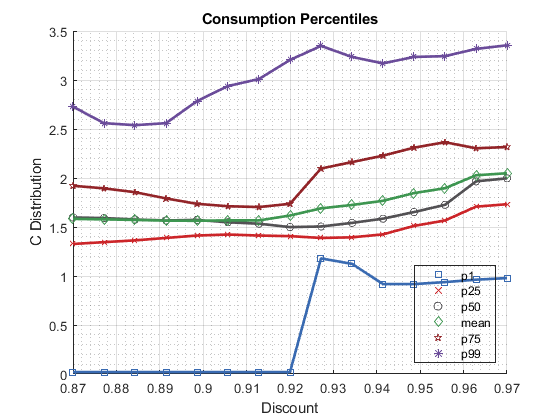 Consumption Percentiles
C Distribution
3.5
3
2.5
2
1.5
1
0.5
0
0.87 0.88 0.89 0.9 0.91 0.92 0.93 0.94 0.95 0.96 0.97
Discount
p1
p25
p50
mean
p75
p99